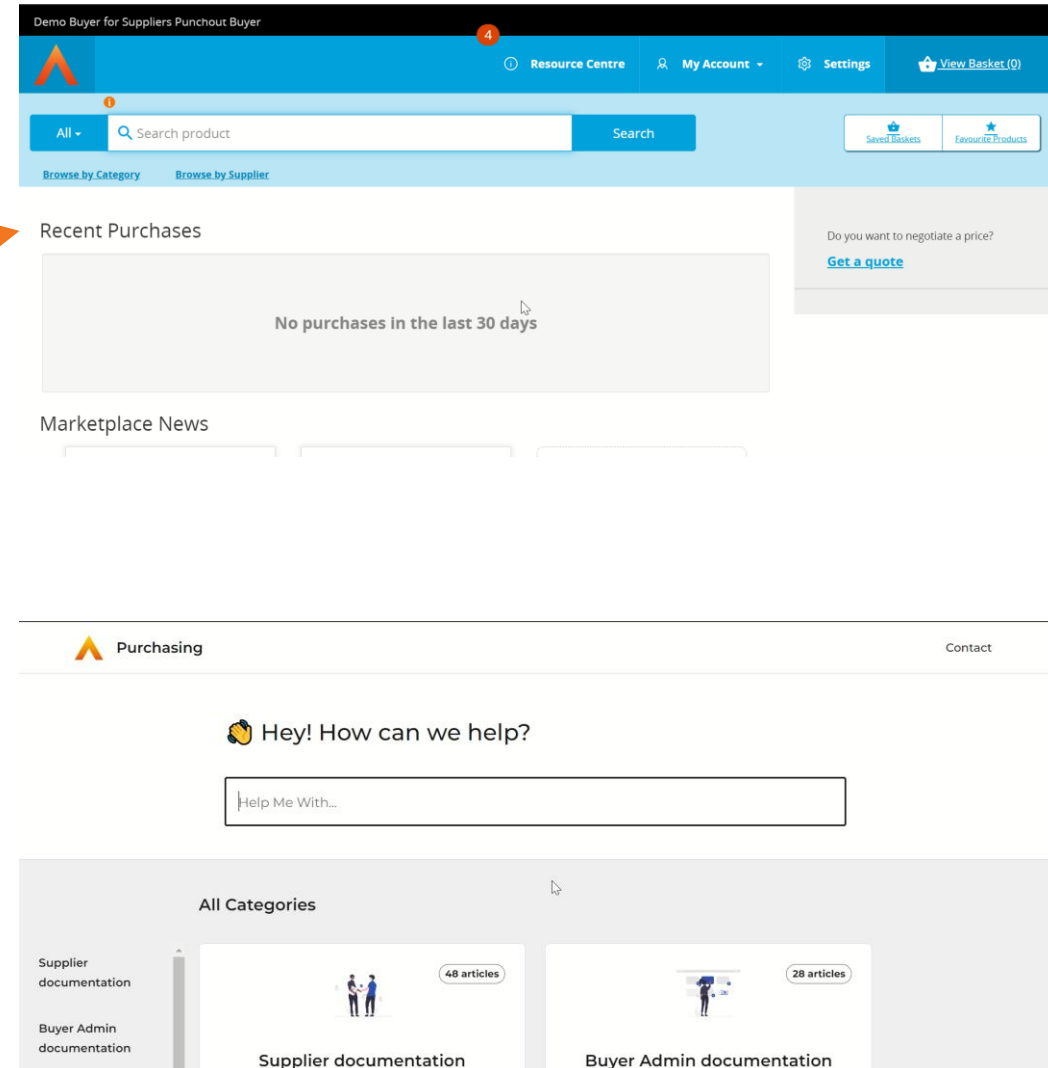 Demo Buyer for Suppliers Punchout Buyer
4
Resource Centre My Account Settings View Basket (0)
All Search product Search
Saved Baskets Favourite Products
Browse by Category Browse by Supplier
Recent Purchases
Do you want to negotiate a price?
Get a quote
No purchases in the last 30 days
Marketplace News
Purchasing Contact
Hey! How can we help?
Help Me With...
All Categories
Supplier
documentation
Buyer Admin
documentation
48 articles
Supplier documentation
28 articles
Buyer Admin documentation